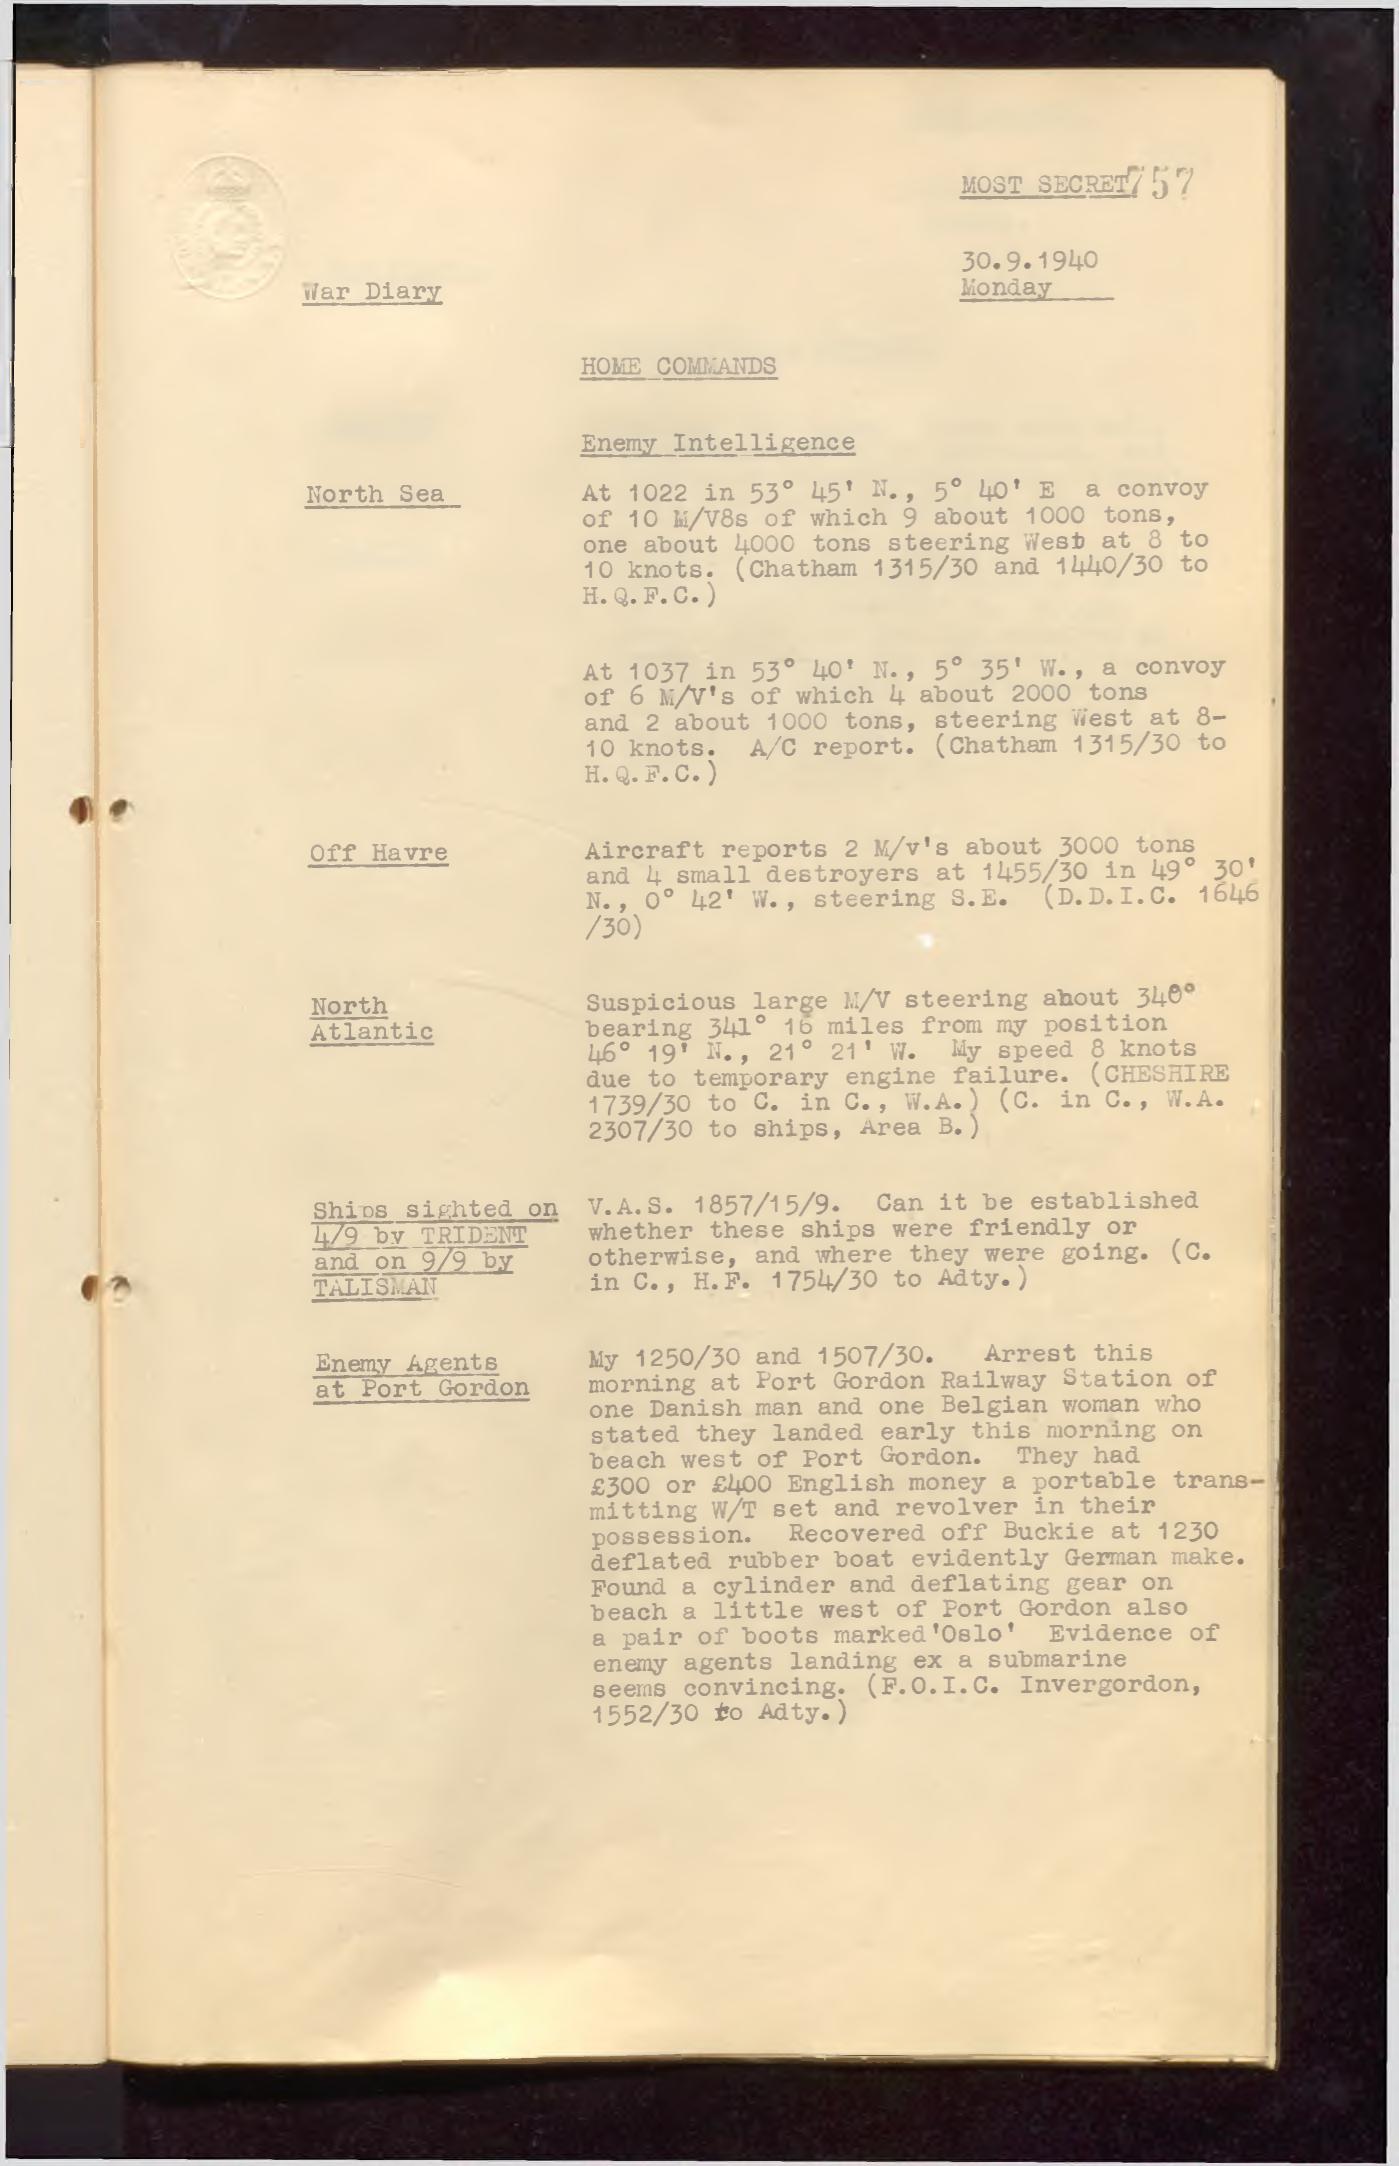 MOST SECRET 757
30.9.1940
Monday
War Diary
HOME COMMANDS
Enemy Intelligence
North Sea
At 1022 in 53° 45' N., 5° 40' E a convoy
of 10 M/V8s of which 9 about 1000 tons,
one about 4000 tons steering West at 8 to
10 knots. (Chatham 1315/30 and 1440/30 to
H.Q.F.C.)
At 1037 in 53° 40' N., 5° 35' W., a convoy
of 6 M/V's of which 4 about 2000 tons
and 2 about 1000 tons, steering West at 8-
10 knots. A/C report. (Chatham 1315/30 to
H.Q.F.C.)
Off Havre
Aircraft reports 2 M/v's about 3000 tons
and 4 small destroyers at 1455/30 in 49° 30'
N., 0° 42' W., steering S.E. (D.D.I.C. 1646
/30)
North
Atlantic
Suspicious large M/V steering about 340°
bearing 341° 16 miles from my position
46° 19' N., 21° 21' W. My speed 8 knots
due to temporary engine failure. (CHESHIRE
1739/30 to C. in C., W.A.) (C. in C., W.A.
2307/30 to ships, Area B.)
Ships sighted on
4/9 by TRIDENT
and on 9/9 by
TALISMAN
V.A.S. 1857/15/9. Can it be established
whether these ships were friendly or
otherwise, and where they were going. (C.
in C., H.F. 1754/30 to Adty.)
Enemy Agents
at Port Gordon
My 1250/30 and 1507/30. Arrest this
morning at Port Gordon Railway Station of
one Danish man and one Belgian woman who
stated they landed early this morning on
beach west of Port Gordon. They had
£300 or £400 English money a portable trans-
mitting W/T set and revolver in their
possession. Recovered off Buckie at 1230
deflated rubber boat evidently German make.
Found a cylinder and deflating gear on
beach a little west of Port Gordon also
a pair of boots marked 'Oslo' Evidence of
enemy agents landing ex a submarine
seems convincing. (F.O.I.C. Invergordon,
1552/30 to Adty.)